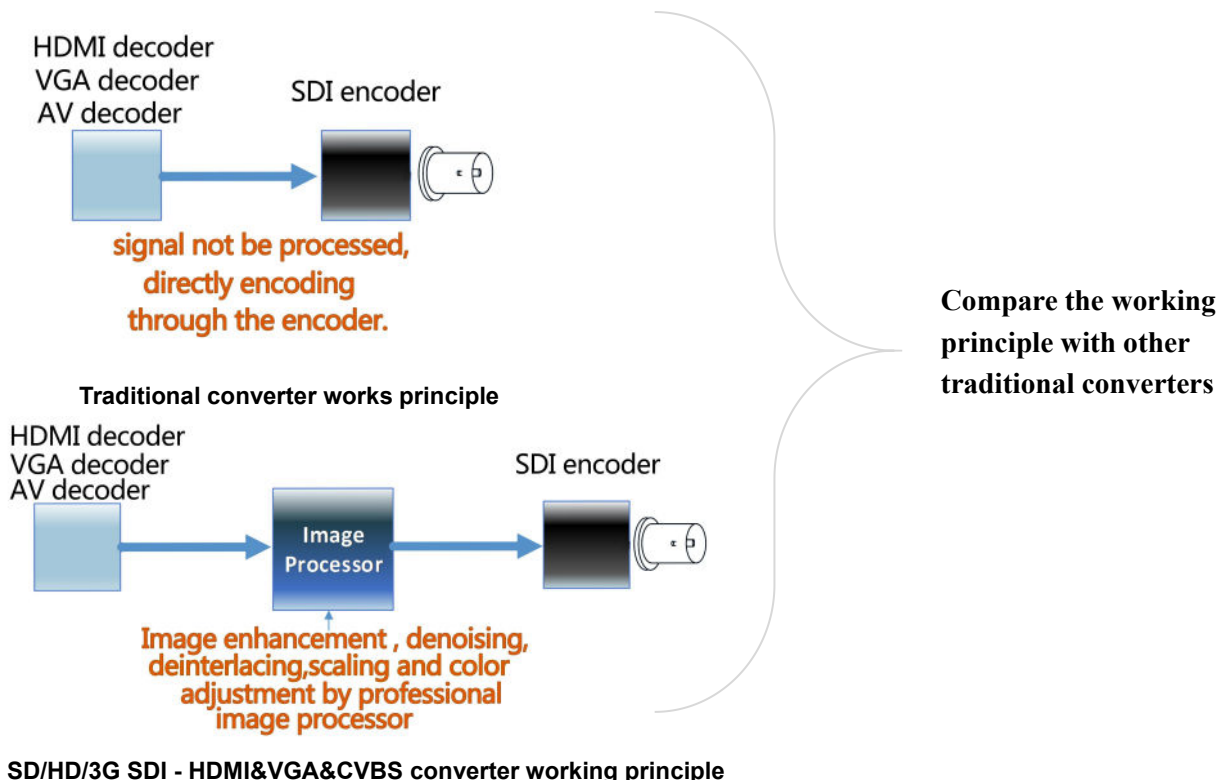 HDMI decoder
VGA decoder
AV decoder
SDI encoder
signal not be processed,
directly encoding
through the encoder.
Traditional converter works principle
HDMI decoder
VGA decoder
AV decoder
SDI encoder
Image
Processor
Image enhancement , denoising,
deinterlacing,scaling and color
adjustment by professional
image processor
SD/HD/3G SDI - HDMI&VGA&CVBS converter working principle
Compare the working
principle with other
traditional converters